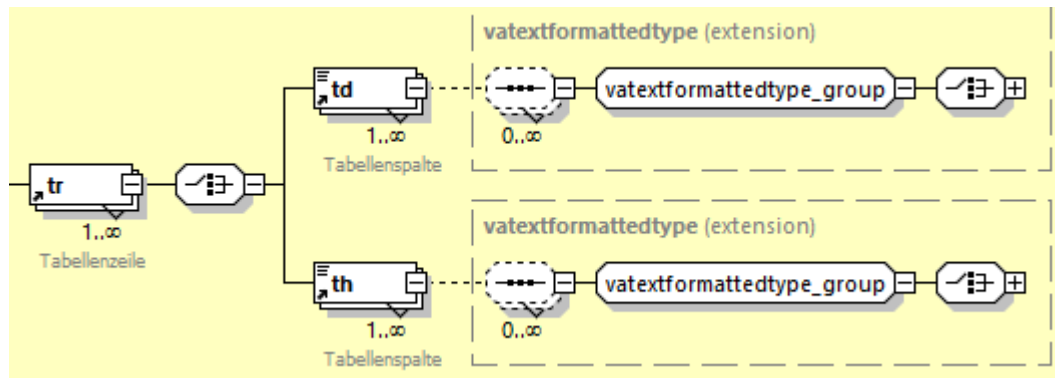 vatextformattedtype (extension)
td
vatextformattedtype_group
1..∞
0..∞
Tabellenspalte
tr
1..∞
Tabellenzeile
vatextformattedtype (extension)
th
vatextformattedtype_group
1..∞
0..∞
Tabellenspalte